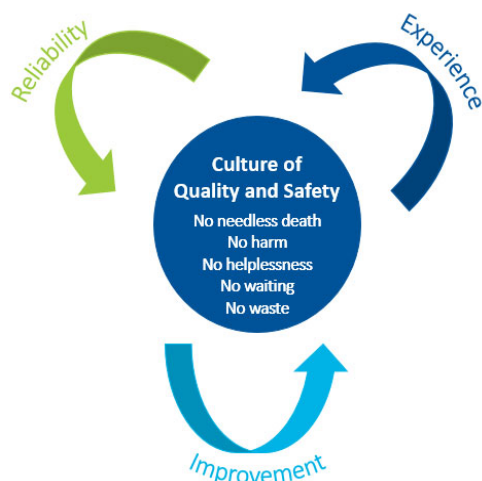 Reliability
Experience
Culture of
Quality and Safety
No needless death
No harm
No helplessness
No waiting
No waste
Improvement